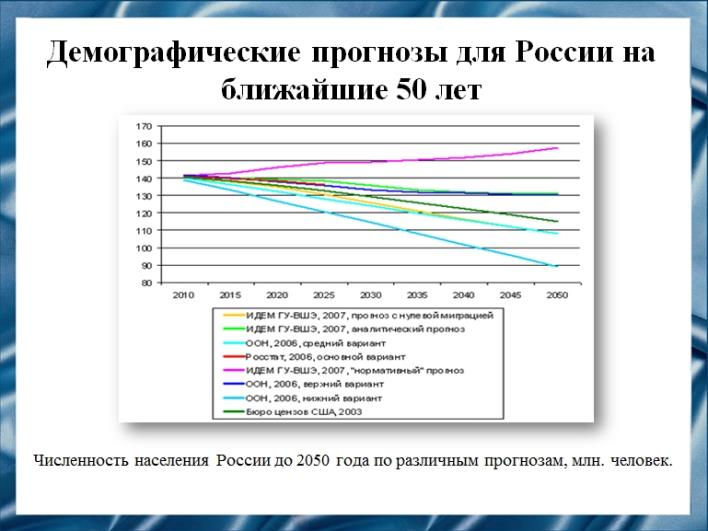 Демографические прогнозы для России на
ближайшие 50 лет
170
160
150
140
130
120
110
100
90
80
2010 2015 2020 2025 2030 2035 2040 2045 2050
ИДЕМ ГУ-ВШЭ, 2007, прогноз с нулевой миграцией
ИДЕМ ГУ-ВШЭ, 2007, аналитический прогноз
ООН, 2006, средний вариант
Росстат, 2006, основной вариант
ИДЕМ ГУ-ВШЭ, 2007, "нормативный" прогноз
ООН, 2006, верхний вариант
ООН, 2006, нижний вариант
Бюро цензов США, 2003
Численность населения России до 2050 года по различным прогнозам, млн. человек.